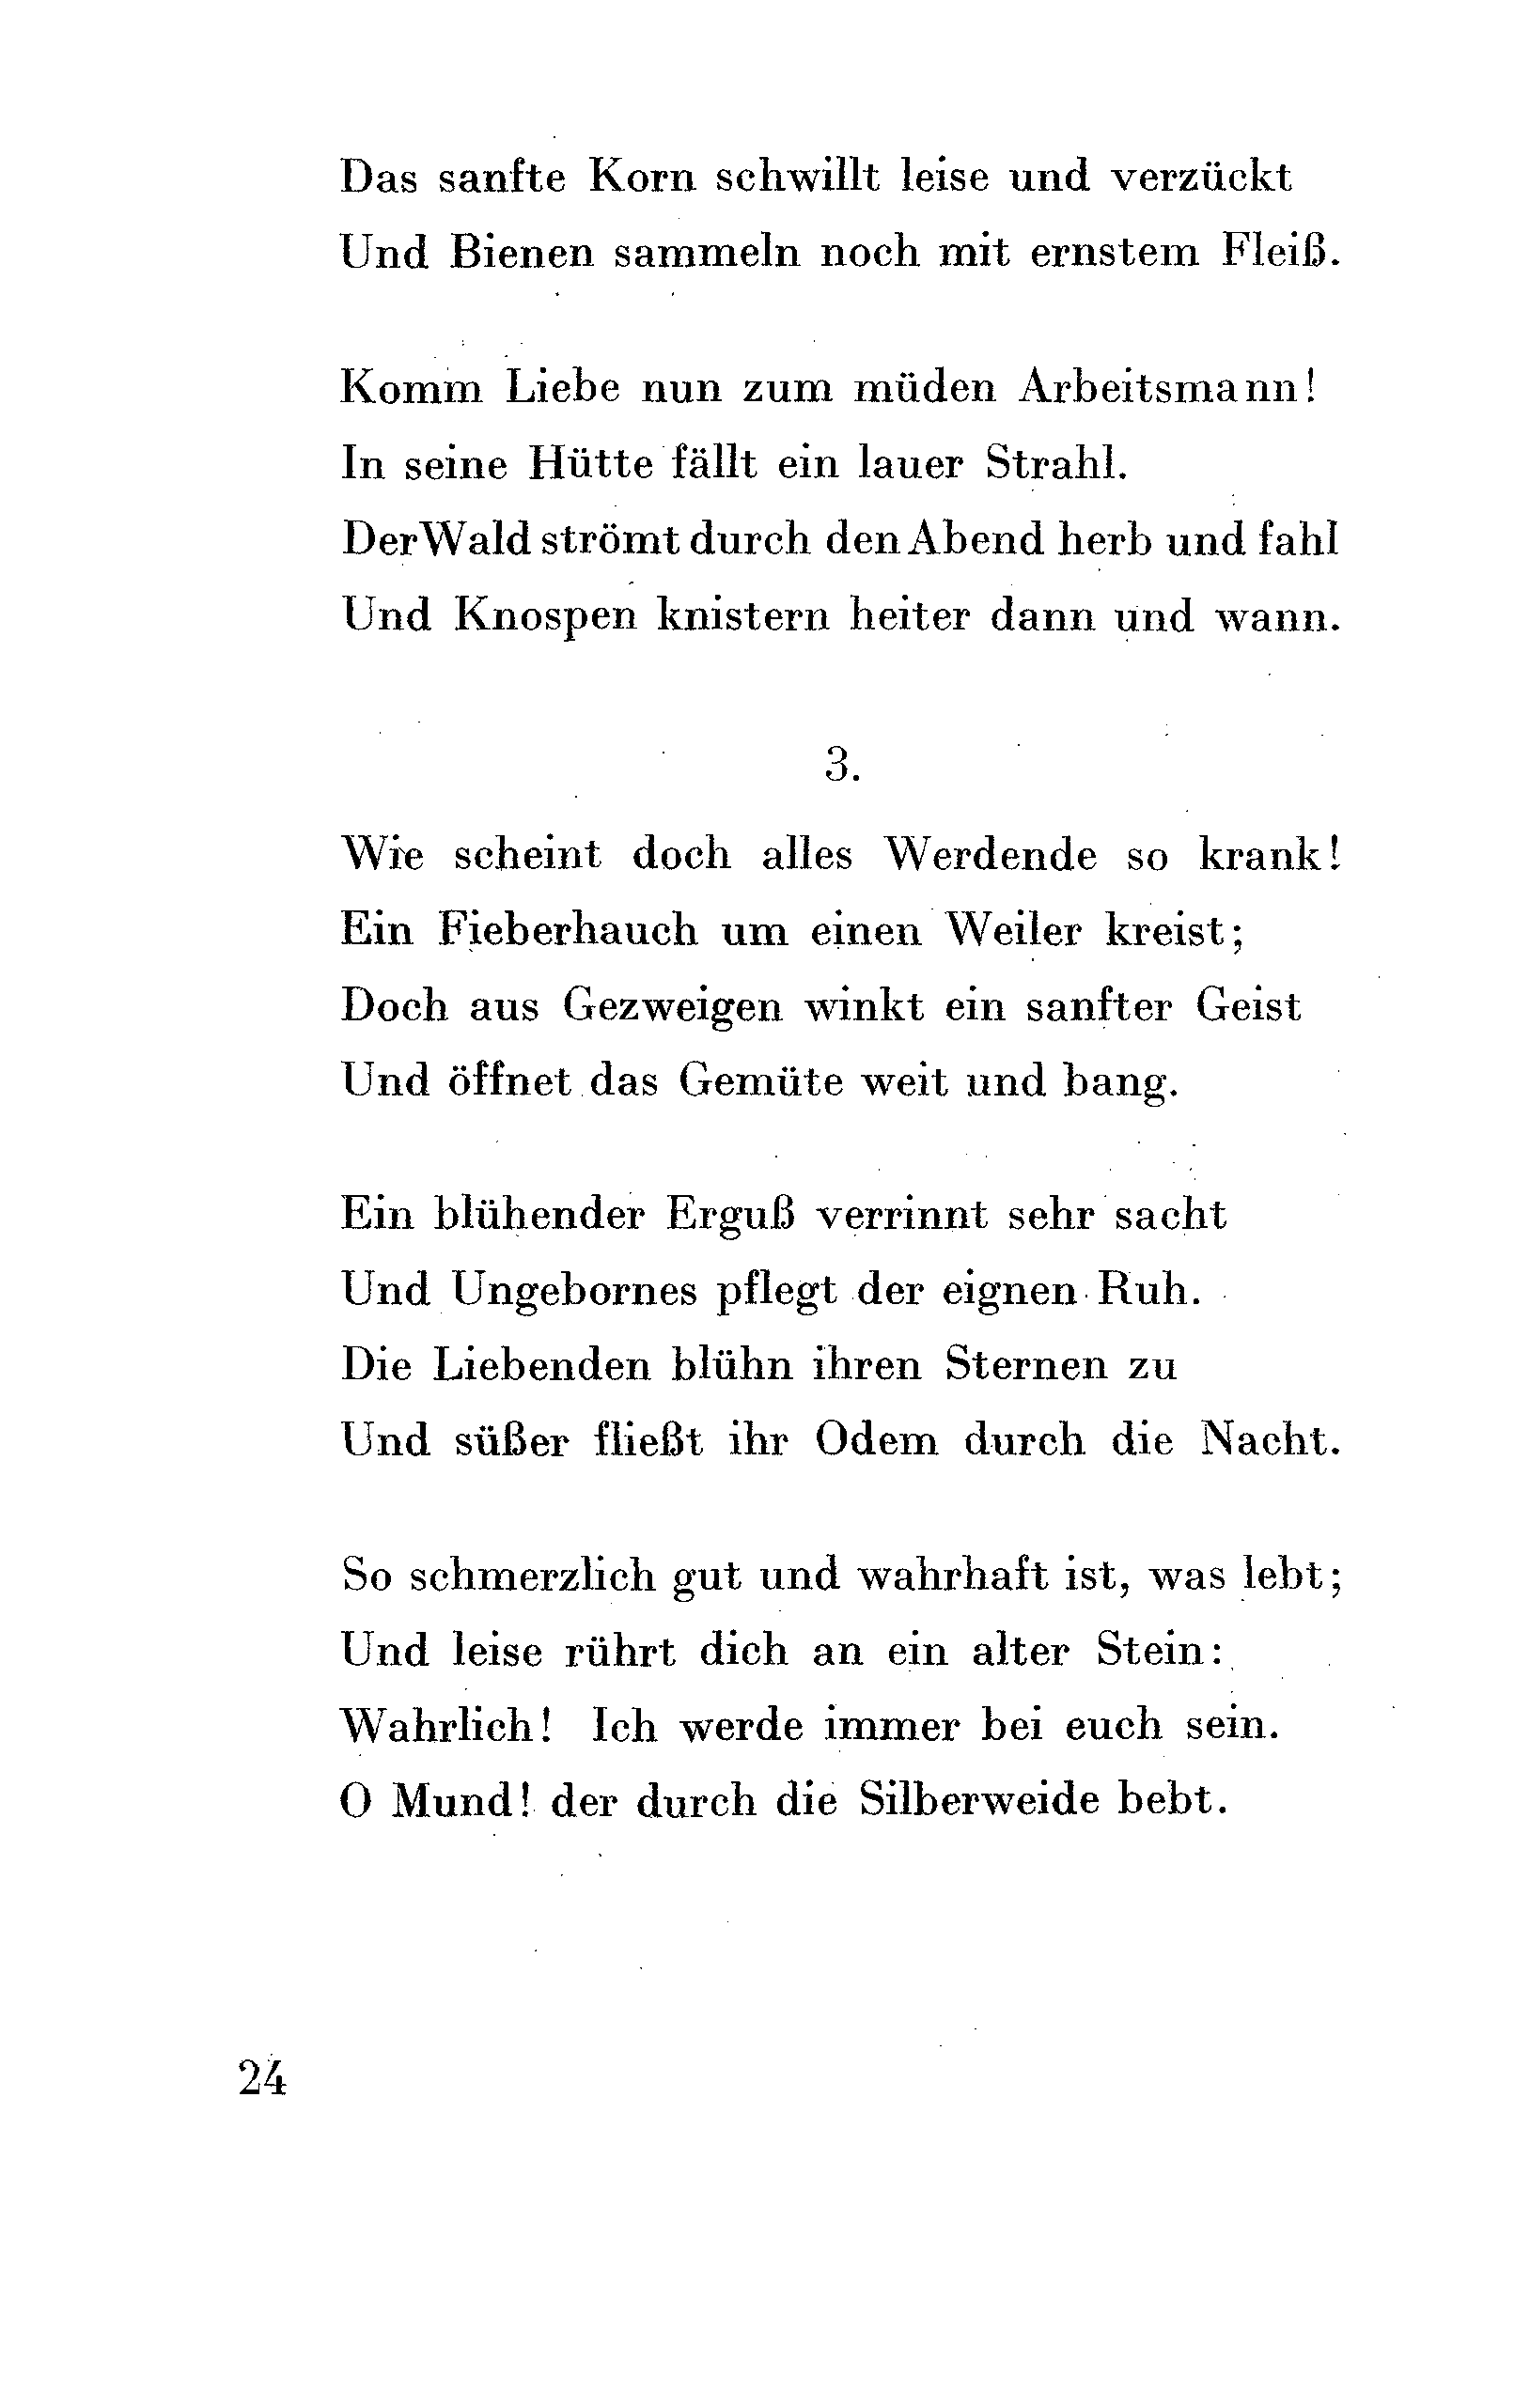 Das sanfte Korn schwillt leise und verzückt
Und Bienen sammeln noch mit ernstem Fleiß.
Komm Liebe nun zum müden Arbeitsmann!
In seine Hütte fällt ein lauer Strahl.
Der Wald strömt durch den Abend herb und fahl
Und Knospen knistern heiter dann und wann.
3.
Wie scheint doch alles Werdende so krank!
Ein Fieberhauch um einen Weiler kreist;
Doch aus Gezweigen winkt ein sanfter Geist
Und öffnet das Gemüte weit und bang.
Ein blühender Erguß verrinnt sehr sacht
Und Ungebornes pflegt der eignen Ruh.
Die Liebenden blühn ihren Sternen zu
Und süßer fließt ihr Odem durch die Nacht.
So schmerzlich gut und wahrhaft ist, was lebt;
Und leise rührt dich an ein alter Stein:
Wahrlich! Ich werde immer bei euch sein.
O Mund! der durch die Silberweide bebt.
24